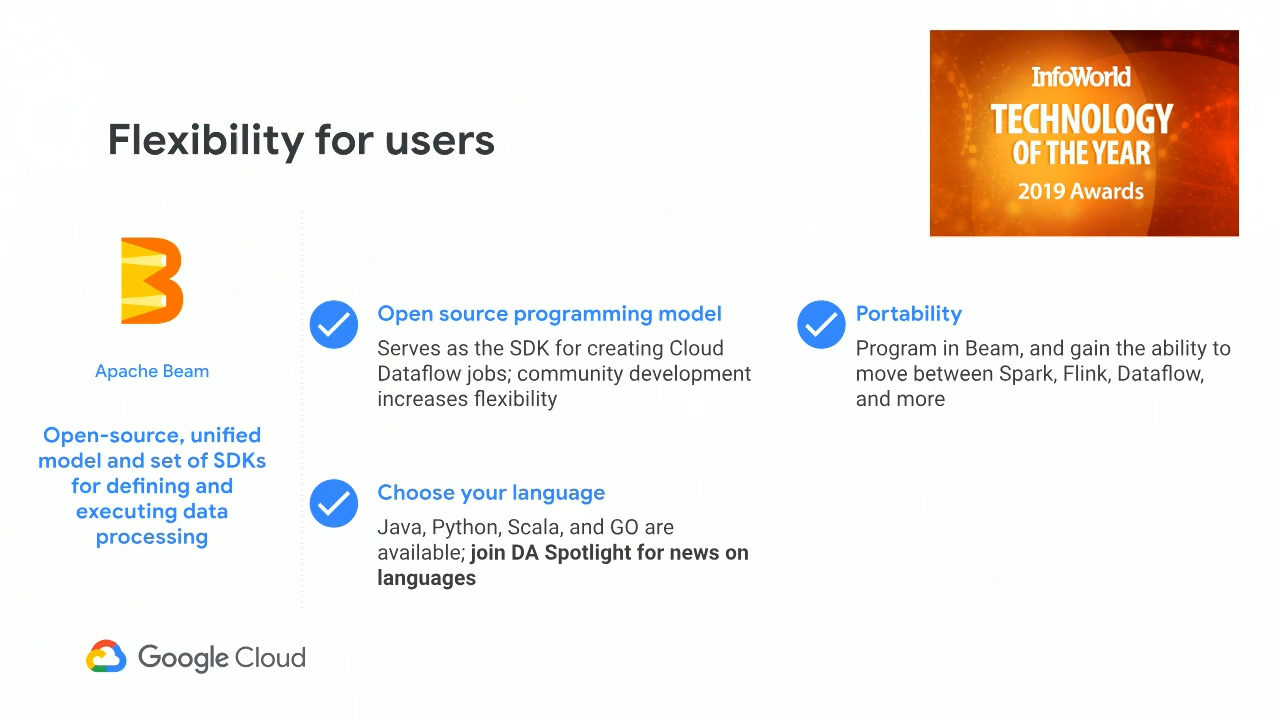 InfoWorld
TECHNOLOGY
OF THE YEAR
2019 Awards
Flexibility for users
Apache Beam
Open-source, unified
model and set of SDKs
for defining and
executing data
processing
Open source programming model
Serves as the SDK for creating Cloud
Dataflow jobs; community development
increases flexibility
Portability
Program in Beam, and gain the ability to
move between Spark, Flink, Dataflow,
and more
Choose your language
Java, Python, Scala, and GO are
available; join DA Spotlight for news on
languages
Google Cloud